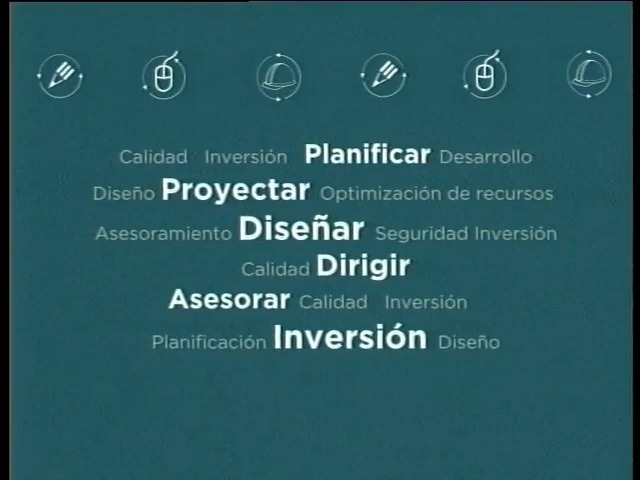 Calidad Inversión Planificar Desarrollo
Diseño Proyectar Optimización de recursos
Asesoramiento Diseñar Seguridad Inversión
Calidad Dirigir
Asesorar Calidad Inversión
Planificación Inversión Diseño